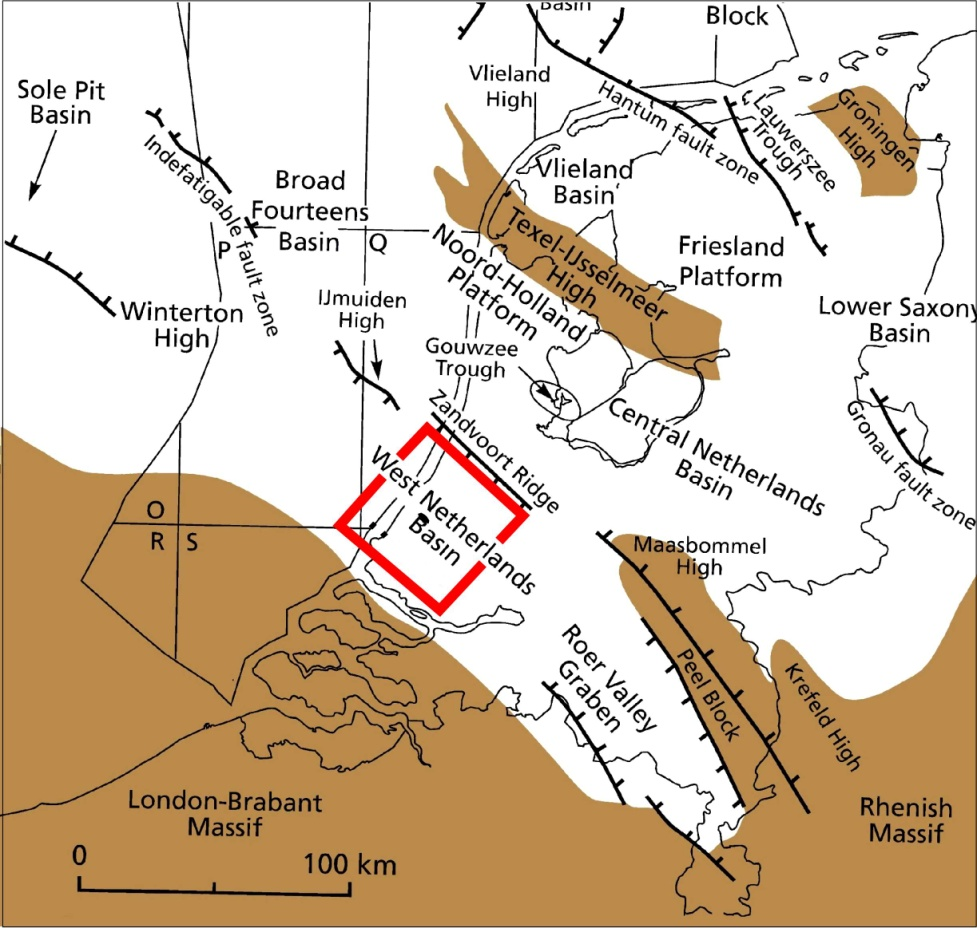 Basin
Block
Sole Pit
Basin
Vlieland
High
Hantum fault zone
Lauwerszee
Trough
Groningen
High
Indefatigable fault zone
Broad
Fourteens
Basin
P
Q
Vlieland
Basin
Texel-IJsselmeer
High
Friesland
Platform
Noord-Holland
Platform
Winterton
High
IJmuiden
High
Lower Saxony
Basin
Gouwzee
Trough
Zandvoort Ridge
Central Netherlands
Basin
Gronau fault zone
West Netherlands
Basin
O
R
S
Maasbommel
High
Roer Valley
Graben
Peel Block
Krefeld High
London-Brabant
Massif
Rhenish
Massif
0
100 km